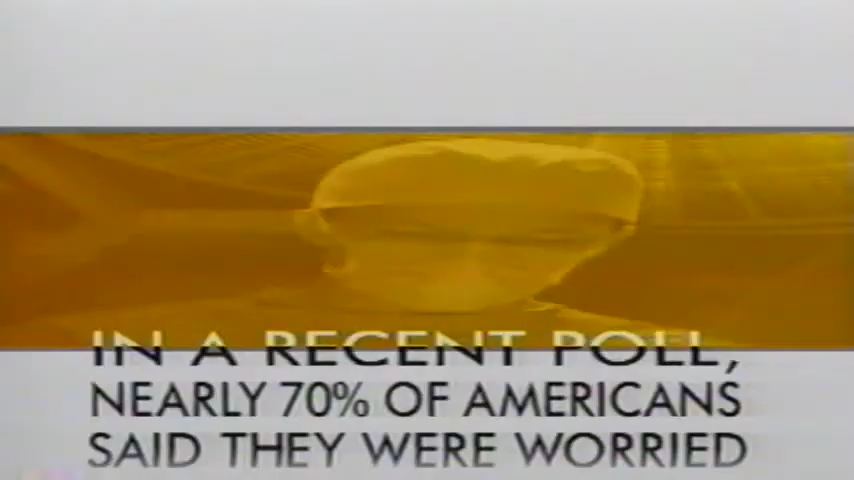 IN A RECENT POLL,
NEARLY 70% OF AMERICANS
SAID THEY WERE WORRIED